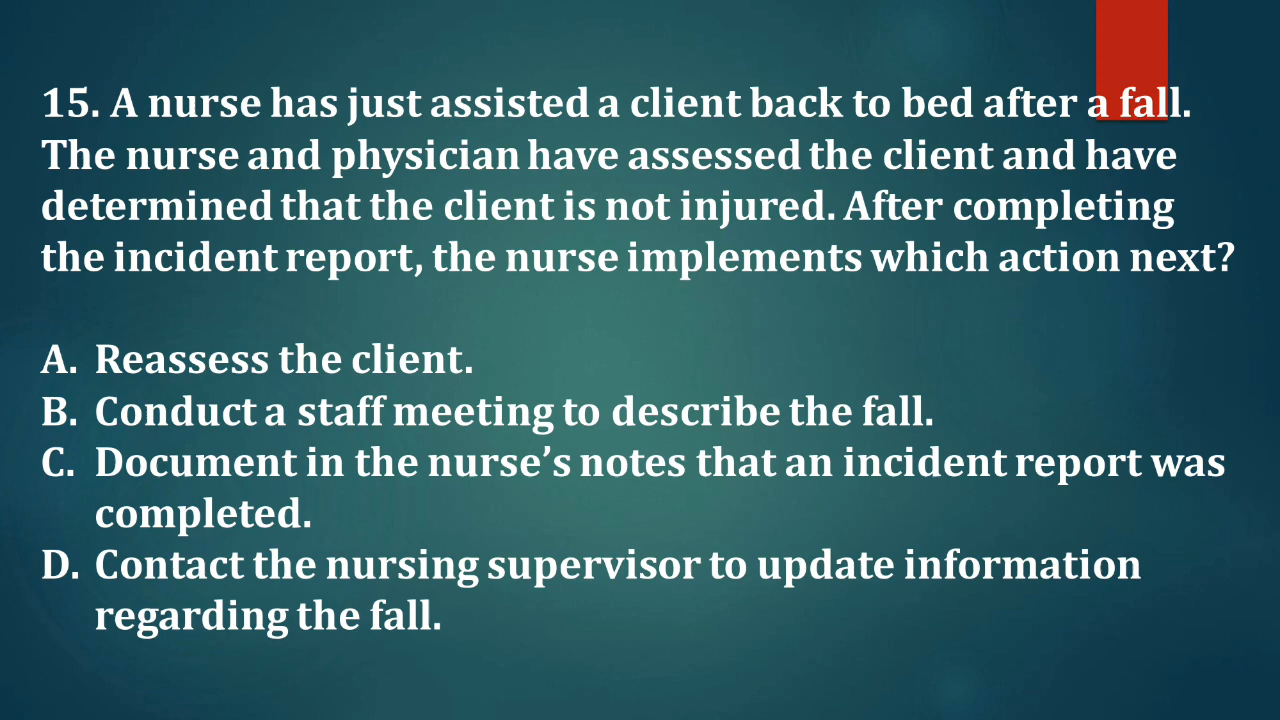 15. A nurse has just assisted a client back to bed after a fall.
The nurse and physician have assessed the client and have
determined that the client is not injured. After completing
the incident report, the nurse implements which action next?
A. Reassess the client.
B. Conduct a staff meeting to describe the fall.
C. Document in the nurse’s notes that an incident report was
completed.
D. Contact the nursing supervisor to update information
regarding the fall.